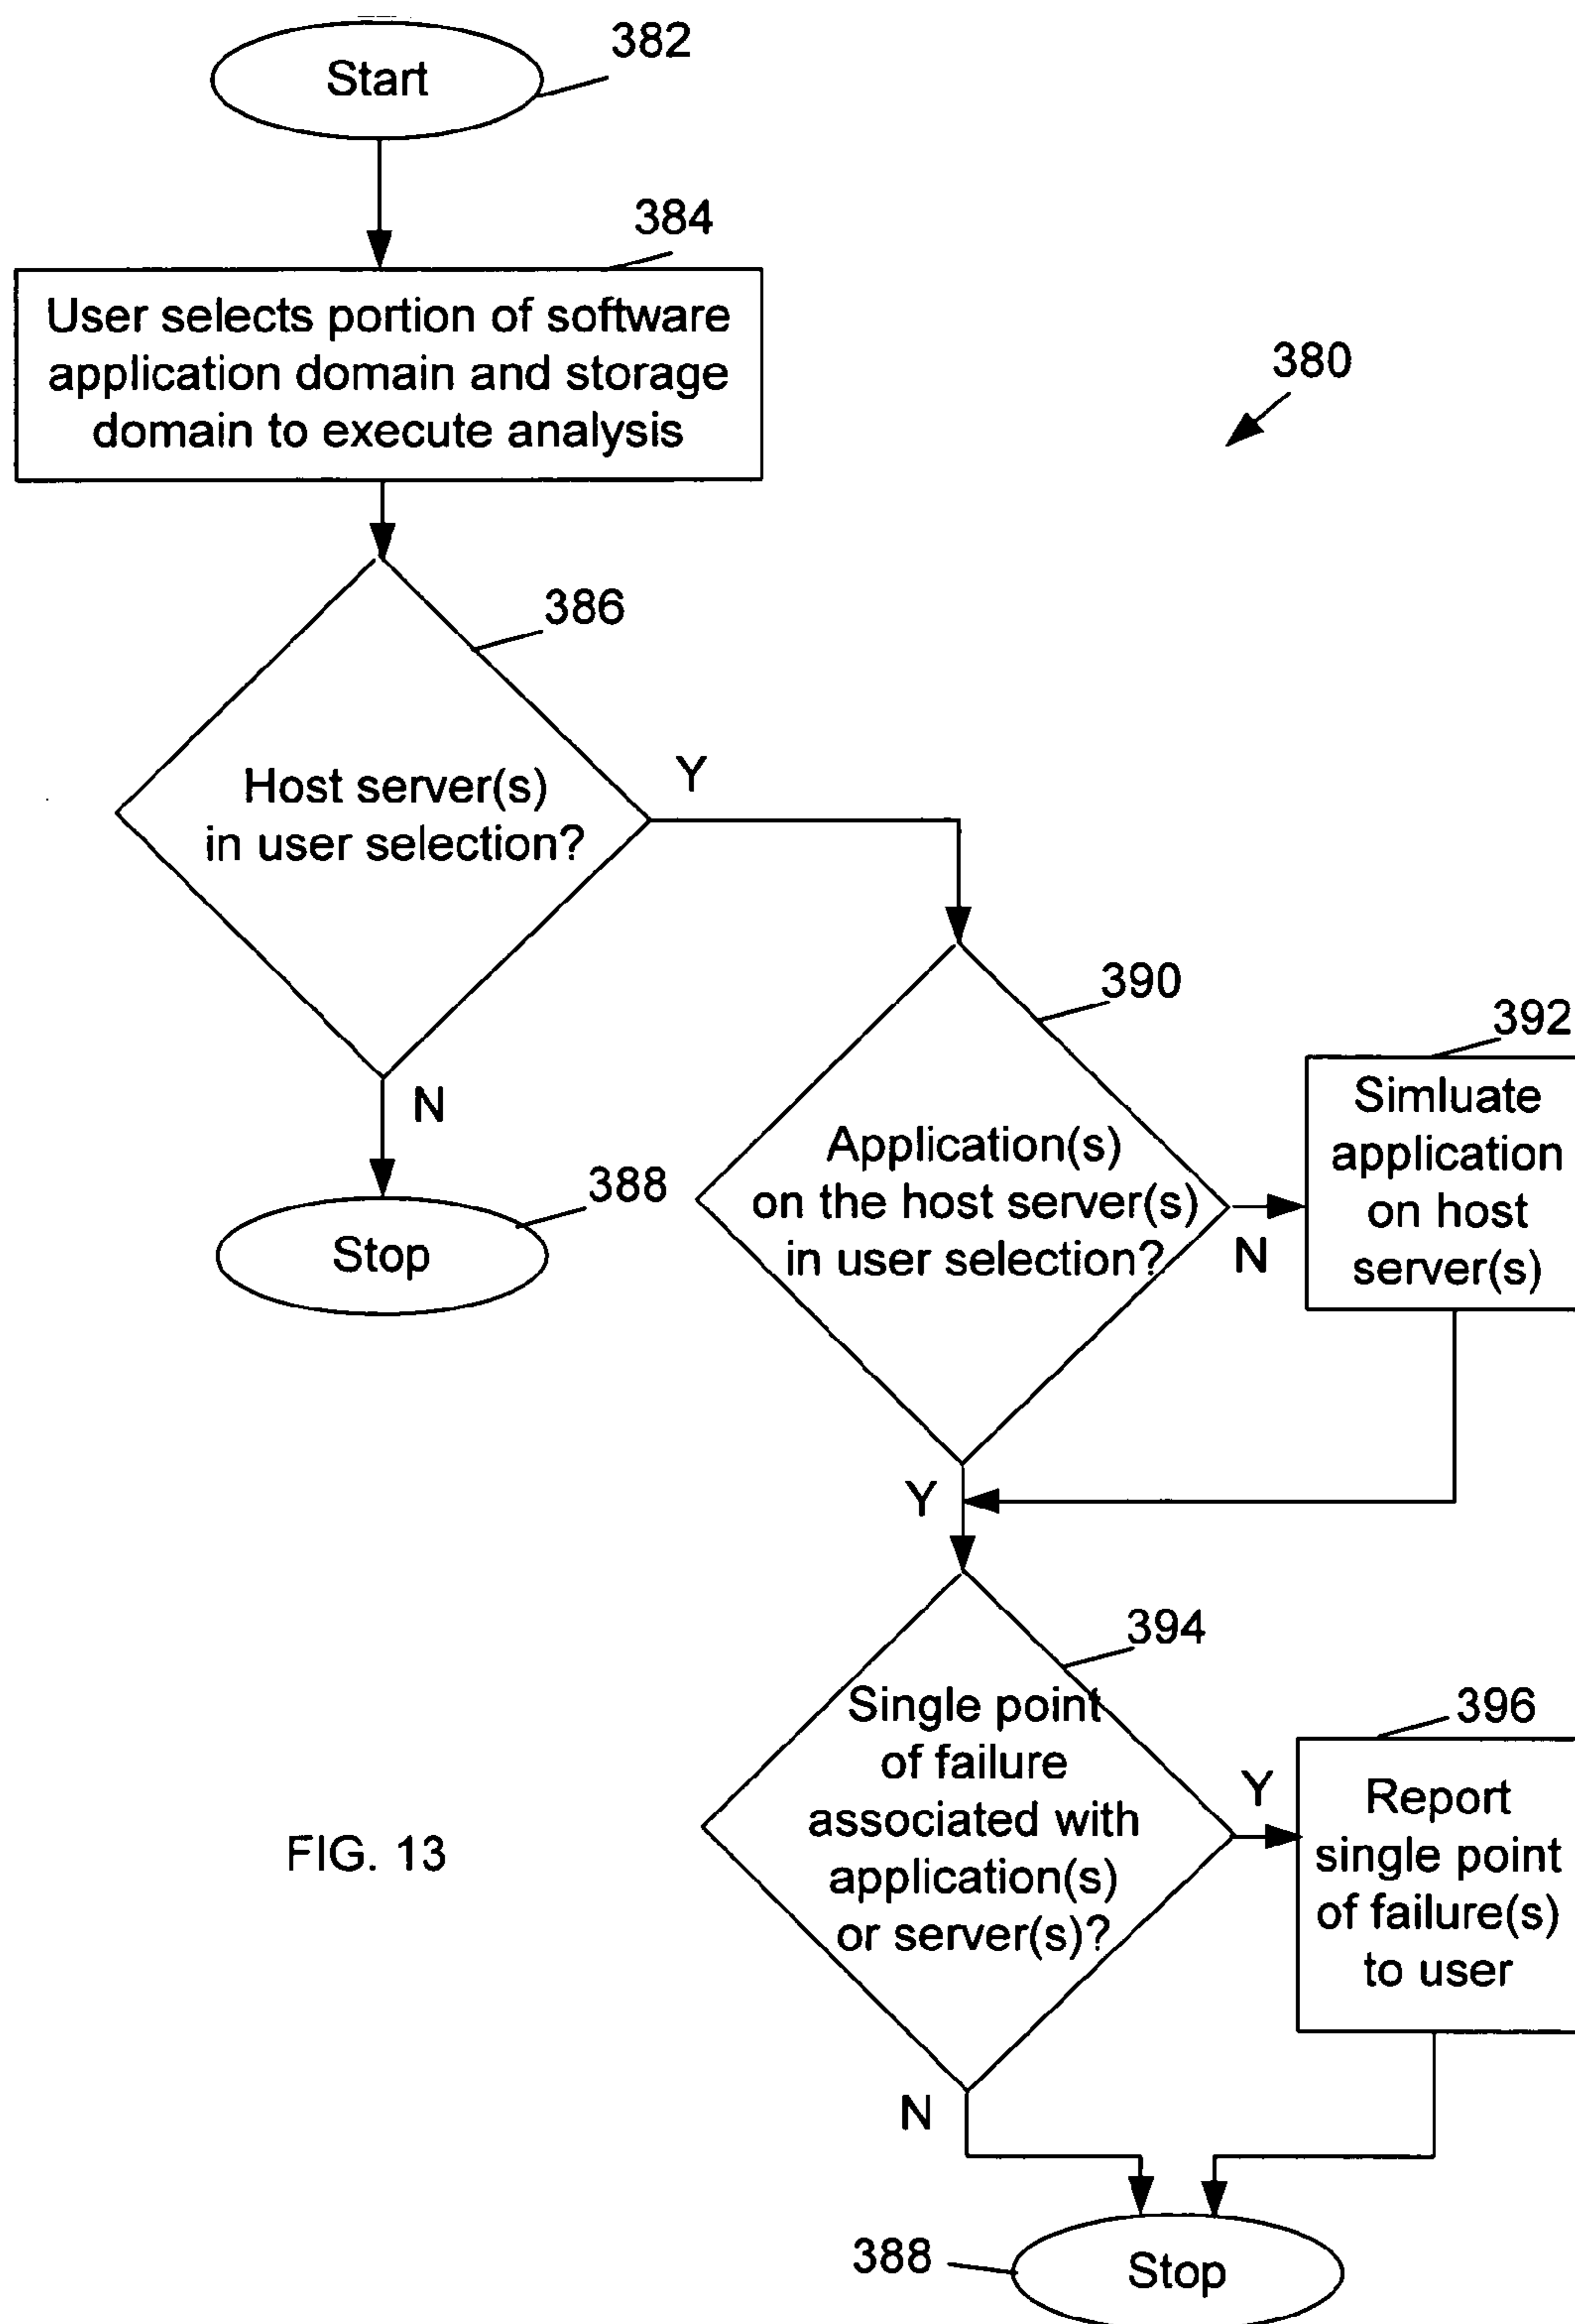 382
Start
384
User selects portion of software
application domain and storage
domain to execute analysis
380
386
Host server(s)
in user selection?
Y
N
388
Stop
390
Application(s)
on the host server(s)
in user selection?
N
392
Simluate
application
on host
server(s)
Y
394
Single point
of failure
associated with
application(s)
or server(s)?
Y
396
Report
single point
of failure(s)
to user
FIG. 13
N
388
Stop